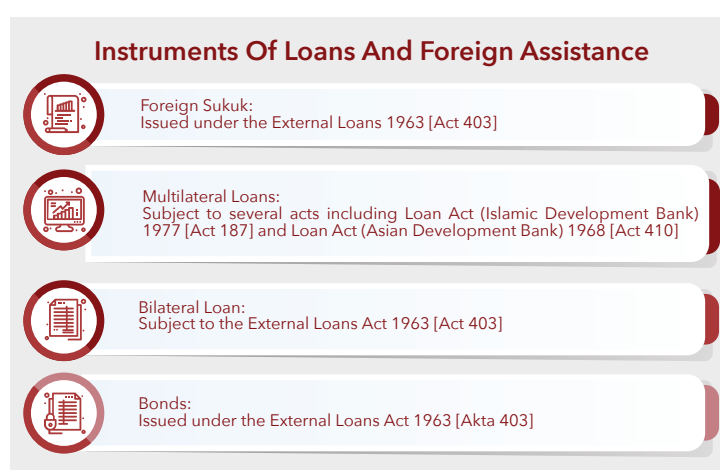 Instruments Of Loans And Foreign Assistance
Foreign Sukuk:
Issued under the External Loans 1963 [Act 403]
Multilateral Loans:
Subject to several acts including Loan Act (Islamic Development Bank)
1977 [Act 187] and Loan Act (Asian Development Bank) 1968 [Act 410]
Bilateral Loan:
Subject to the External Loans Act 1963 [Act 403]
Bonds:
Issued under the External Loans Act 1963 [Akta 403]